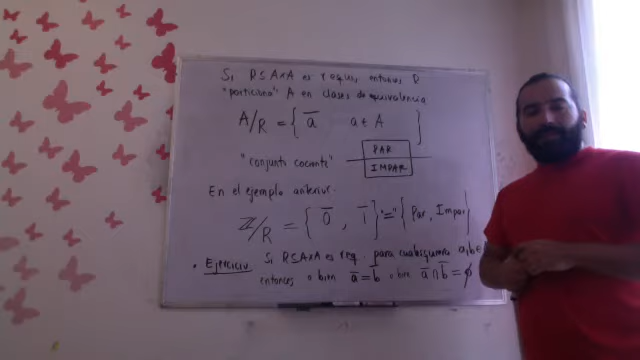 Si R ⊆ A×A es r equiv, entonces R
"particiona" A en clases de equivalencia
A/R = { a̅ a ∈ A }
"conjunto cociente"
PAR
IMPAR
En el ejemplo anterior:
ℤ/R = { 0̅ , 1̅ } "=" { Par, Impar }
• Ejercicio Si R ⊆ A×A es r eq. para cualesquiera a, b ∈
entonces o bien a̅ = b̅ o bien a̅ ∩ b̅ = ∅